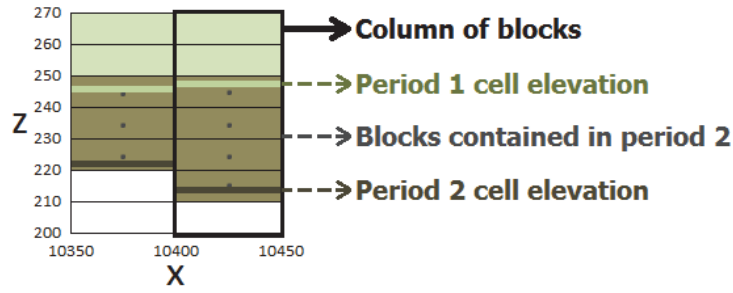 270
Column of blocks
260
250
Period 1 cell elevation
240
Z
230
Blocks contained in period 2
220
210
Period 2 cell elevation
200
10350 10400 10450
X